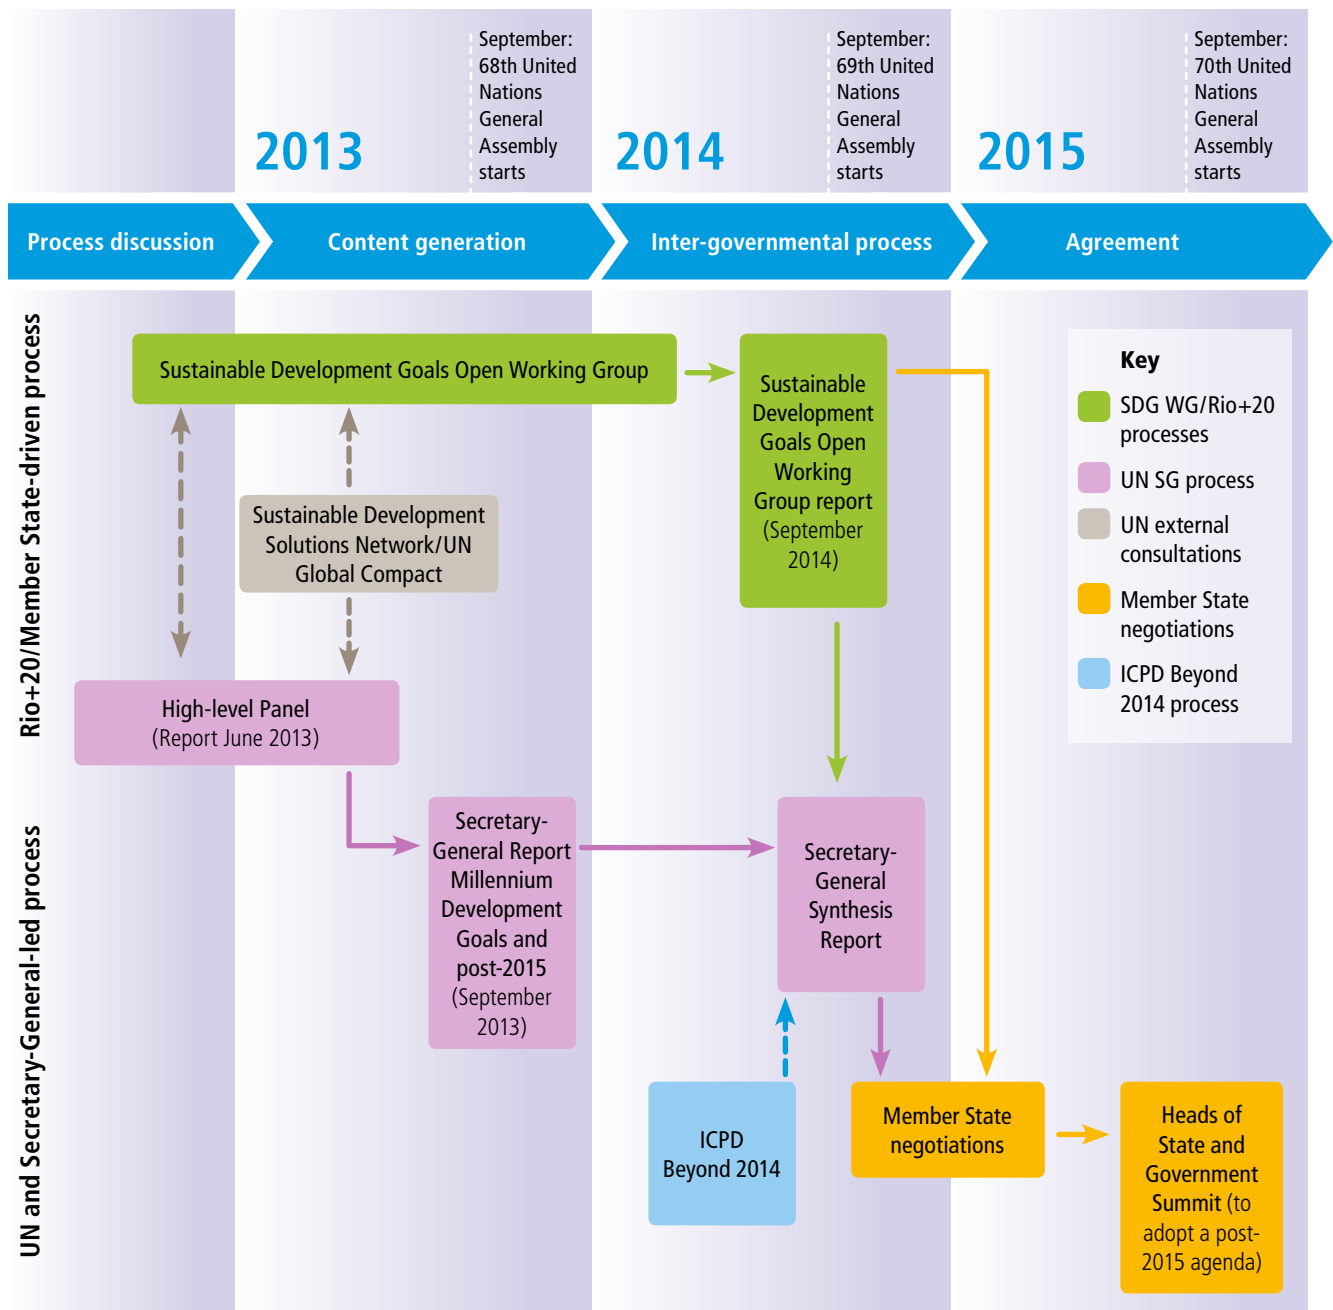 September:
68th United
Nations
General
Assembly
starts
September:
69th United
Nations
General
Assembly
starts
September:
70th United
Nations
General
Assembly
starts
2013
2014
2015
Process discussion
Content generation
Inter-governmental process
Agreement
Rio+20/Member State-driven process
UN and Secretary-General-led process
Sustainable Development Goals Open Working Group
Sustainable
Development
Goals Open
Working
Group report
(September
2014)
Sustainable Development
Solutions Network/UN
Global Compact
High-level Panel
(Report June 2013)
Secretary-
General Report
Millennium
Development
Goals and
post-2015
(September
2013)
Secretary-
General
Synthesis
Report
ICPD
Beyond 2014
Member State
negotiations
Heads of
State and
Government
Summit (to
adopt a post-
2015 agenda)
Key
SDG WG/Rio+20
processes
UN SG process
UN external
consultations
Member State
negotiations
ICPD Beyond
2014 process